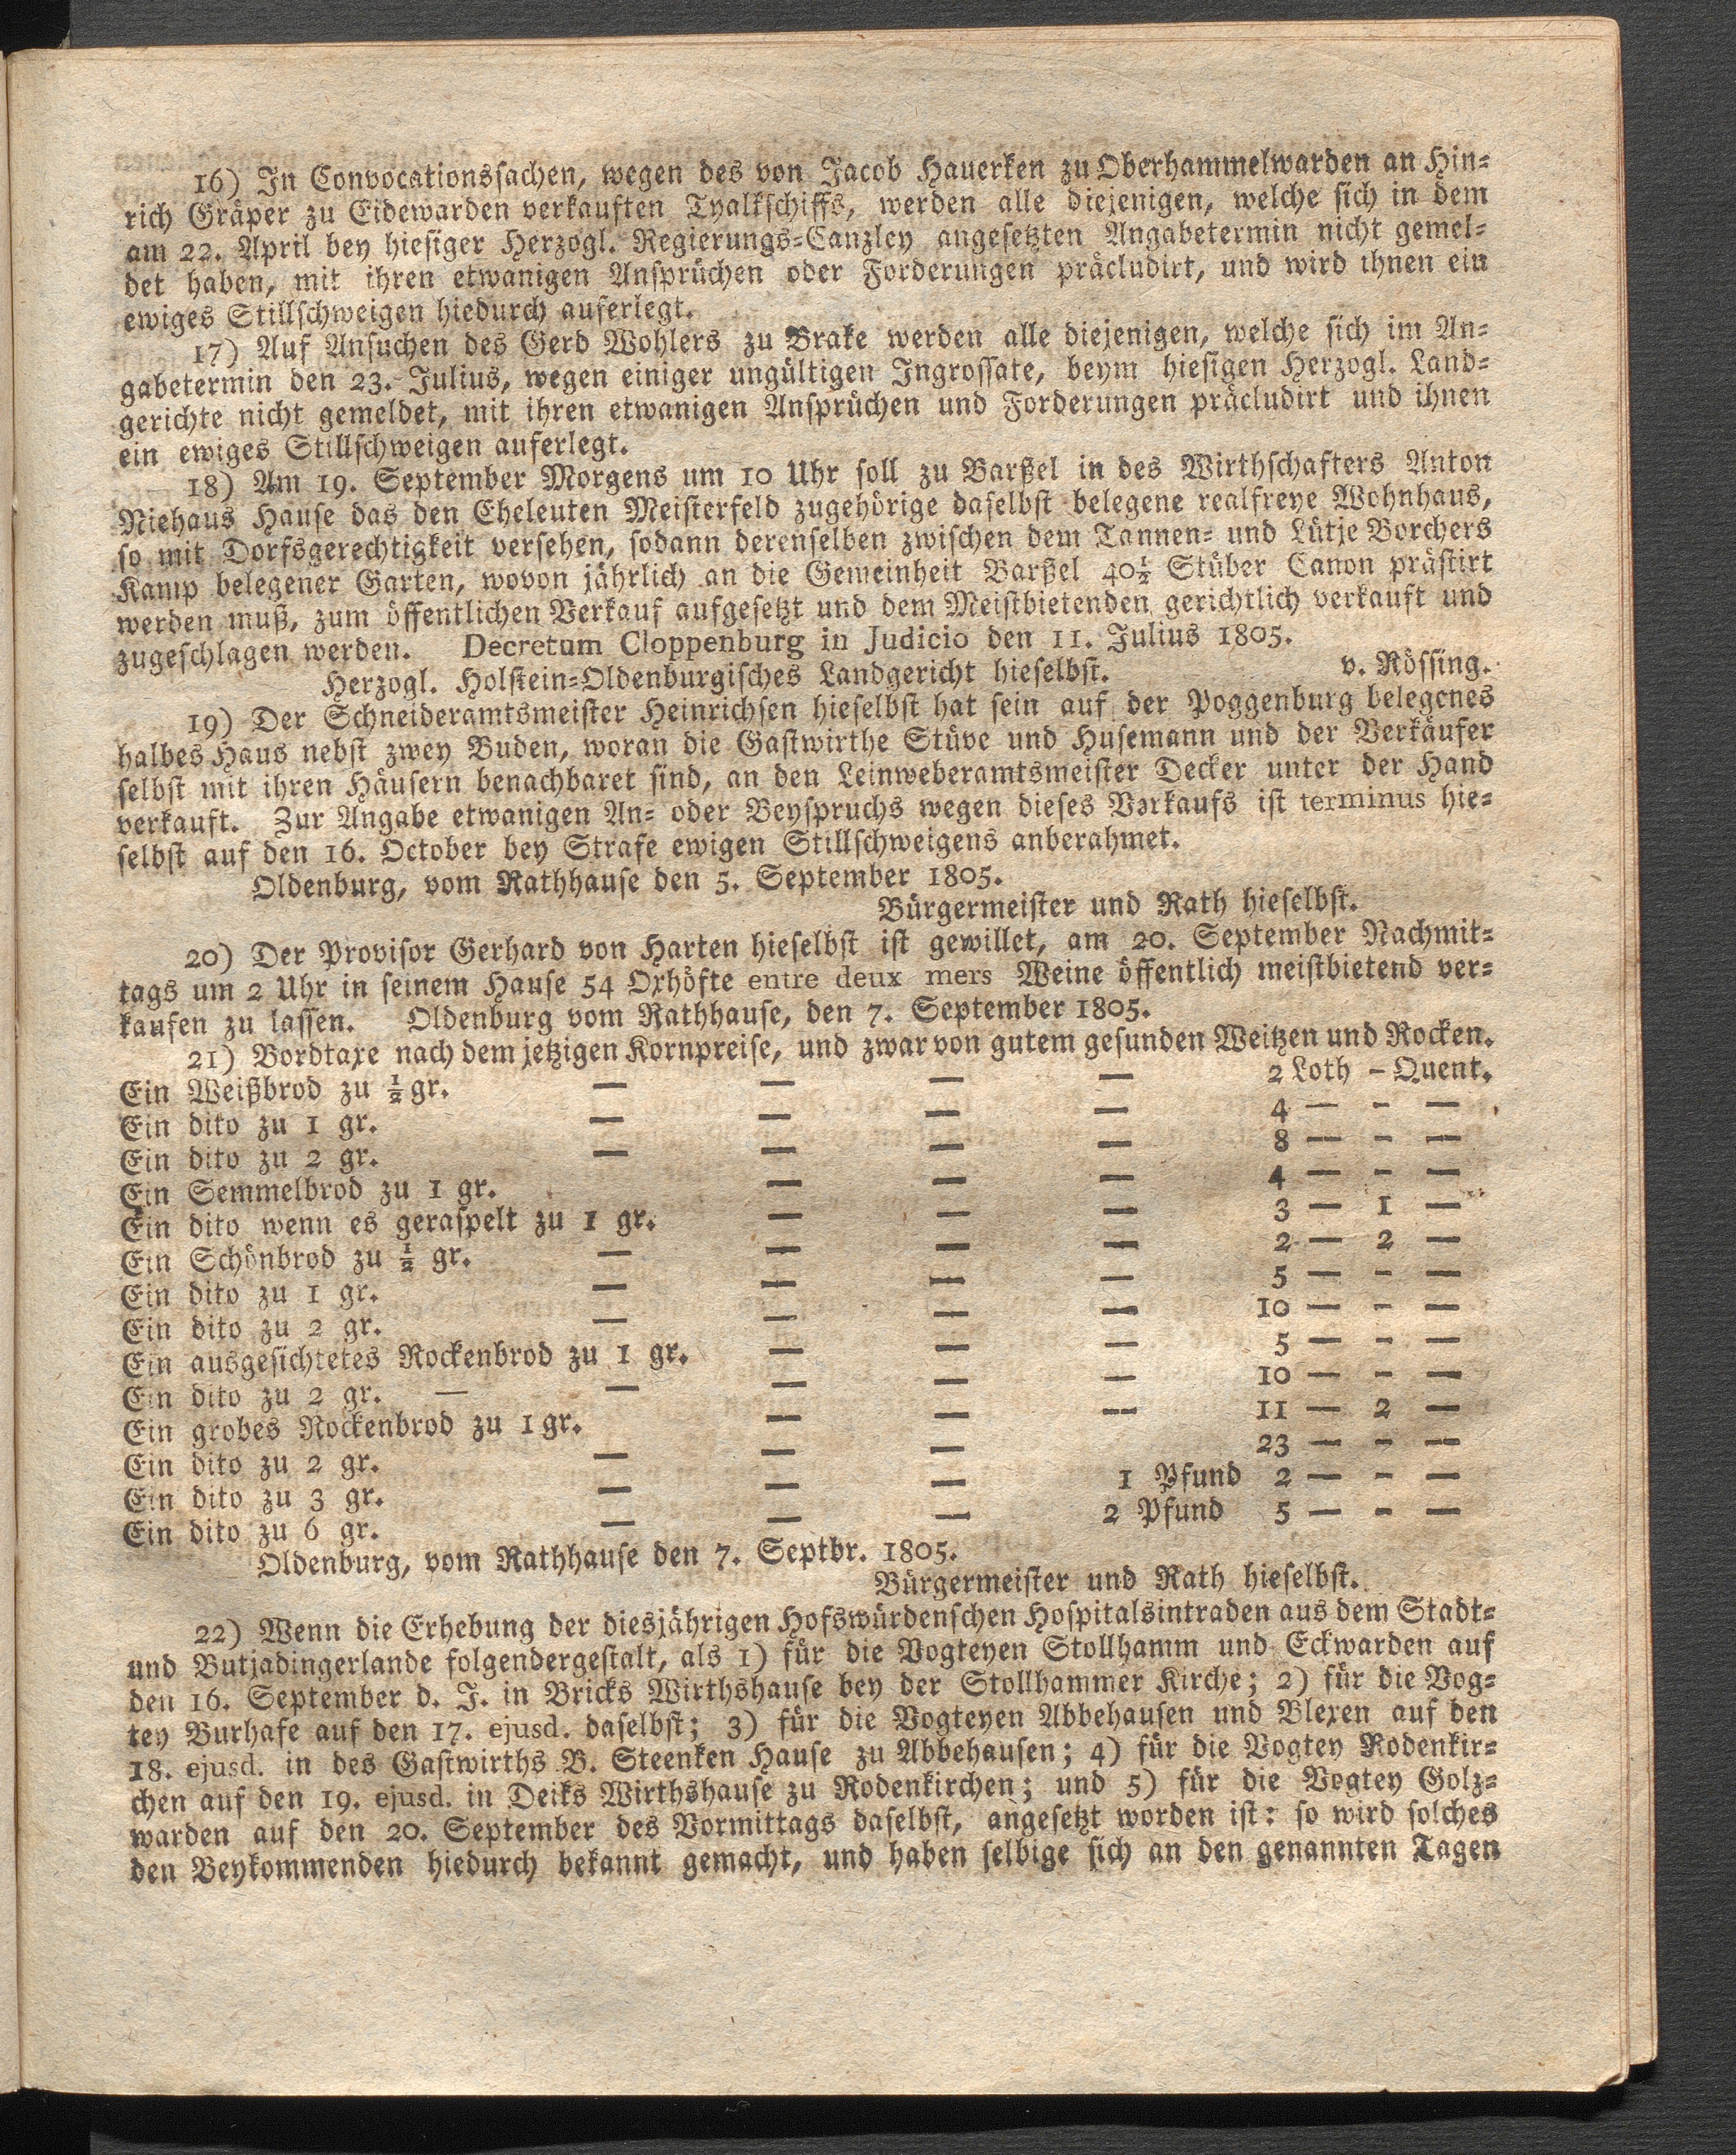 16) In Convocationssachen, wegen des von Jacob Hauerken zu Oberhammelwarden an Hin-
rich Gräper zu Eidewarden verkauften Tyalkschiffs, werden alle diejenigen, welche sich in dem
am 22. April bey hiesiger Herzogl. Regierungs-Canzley angesetzten Angabetermin nicht gemel-
det haben, mit ihren etwanigen Ansprüchen oder Forderungen präcludirt, und wird ihnen ein
ewiges Stillschweigen hiedurch auferlegt.
17) Auf Ansuchen des Gerd Wohlers zu Brake werden alle diejenigen, welche sich im An-
gabetermin den 23. Julius, wegen einiger ungültigen Ingrossate, beym hiesigen Herzogl. Land-
gerichte nicht gemeldet, mit ihren etwanigen Ansprüchen und Forderungen präcludirt und ihnen
ein ewiges Stillschweigen auferlegt.
18) Am 19. September Morgens um 10 Uhr soll zu Barßel in des Wirthschafters Anton
Niehaus Hause das den Eheleuten Meisterfeld zugehörige daselbst belegene realfreye Wohnhaus,
so mit Dorfsgerechtigkeit versehen, sodann derenselben zwischen dem Tannen- und Lütje Borchers
Kamp belegener Garten, wovon jährlich an die Gemeinheit Barßel 40½ Stüber Canon prästirt
werden muß, zum öffentlichen Verkauf aufgesetzt und dem Meistbietenden gerichtlich verkauft und
zugeschlagen werden. Decretum Cloppenburg in Judicio den 11. Julius 1805.
Herzogl. Holstein-Oldenburgisches Landgericht hieselbst. v. Rössing.
19) Der Schneideramtsmeister Heinrichsen hieselbst hat sein auf der Poggenburg belegenes
halbes Haus nebst zwey Buden, woran die Gastwirthe Stüve und Husemann und der Verkäufer
selbst mit ihren Häusern benachbaret sind, an den Leinweberamtsmeister Decker unter der Hand
verkauft. Zur Angabe etwanigen An- oder Beyspruchs wegen dieses Verkaufs ist terminus hie-
selbst auf den 16. October bey Strafe ewigen Stillschweigens anberahmet.
Oldenburg, vom Rathhause den 5. September 1805.
Bürgermeister und Rath hieselbst.
20) Der Provisor Gerhard von Harten hieselbst ist gewillet, am 20. September Nachmit-
tags um 2 Uhr in seinem Hause 54 Oxhöfte entre deux mers Weine öffentlich meistbietend ver-
kaufen zu lassen. Oldenburg vom Rathhause, den 7. September 1805.
21) Bordtaxe nach dem jetzigen Kornpreise, und zwar von gutem gesunden Weitzen und Rocken.
Ein Weißbrod zu ½ gr. — — — — 2 Loth - Quent.
Ein dito zu 1 gr. — — — — 4 — - —
Ein dito zu 2 gr. — — — — 8 — - —
Ein Semmelbrod zu 1 gr. — — — 4 — - —
Ein dito wenn es geraspelt zu 1 gr. — — — 3 — 1 —
Ein Schönbrod zu ½ gr. — — — — 2 — 2 —
Ein dito zu 1 gr. — — — — 5 — - —
Ein dito zu 2 gr. — — — — 10 — - —
Ein ausgesichtetes Rockenbrod zu 1 gr. — — — 5 — - —
Ein dito zu 2 gr. — — — — — 10 — - —
Ein grobes Rockenbrod zu 1 gr. — — — 11 — 2 —
Ein dito zu 2 gr. — — — 23 — - —
Ein dito zu 3 gr. — — — 1 Pfund 2 — - —
Ein dito zu 6 gr. — — — 2 Pfund 5 — - —
Oldenburg, vom Rathhause den 7. Septbr. 1805.
Bürgermeister und Rath hieselbst.
22) Wenn die Erhebung der diesjährigen Hofswürdenschen Hospitalsintraden aus dem Stadt-
und Butjadingerlande folgendergestalt, als 1) für die Vogteyen Stollhamm und Eckwarden auf
den 16. September d. J. in Bricks Wirthshause bey der Stollhammer Kirche; 2) für die Vog-
tey Burhafe auf den 17. ejusd. daselbst; 3) für die Vogteyen Abbehausen und Blexen auf den
18. ejusd. in des Gastwirths B. Steenken Hause zu Abbehausen; 4) für die Vogtey Rodenkir-
chen auf den 19. ejusd. in Deiks Wirthshause zu Rodenkirchen; und 5) für die Vogtey Golz-
warden auf den 20. September des Vormittags daselbst, angesetzt worden ist: so wird solches
den Beykommenden hiedurch bekannt gemacht, und haben selbige sich an den genannten Tagen